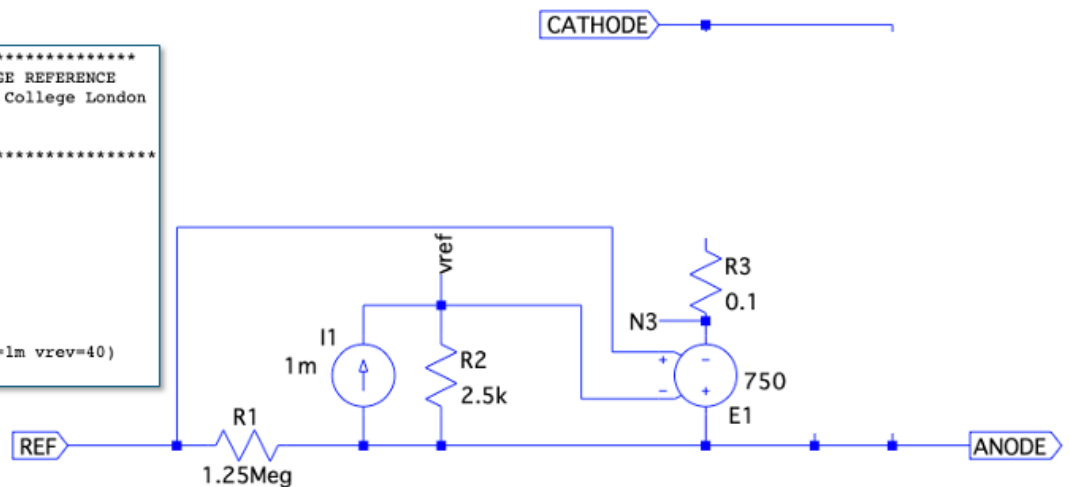 CATHODE
**************
GE REFERENCE
College London
****************
=1m vrev=40)
vref
R3
0.1
N3
I1
1m
R2
2.5k
+
-
-
+
750
E1
R1
1.25Meg
REF
ANODE